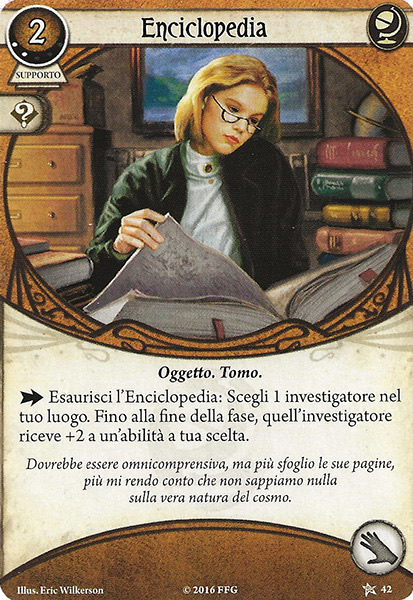 2
Enciclopedia
SUPPORTO
?
Oggetto. Tomo.
Esaurisci l'Enciclopedia: Scegli 1 investigatore nel
tuo luogo. Fino alla fine della fase, quell'investigatore
riceve +2 a un'abilità a tua scelta.
Dovrebbe essere omnicomprensiva, ma più sfoglio le sue pagine,
più mi rendo conto che non sappiamo nulla
sulla vera natura del cosmo.
Illus. Eric Wilkerson
© 2016 FFG
42